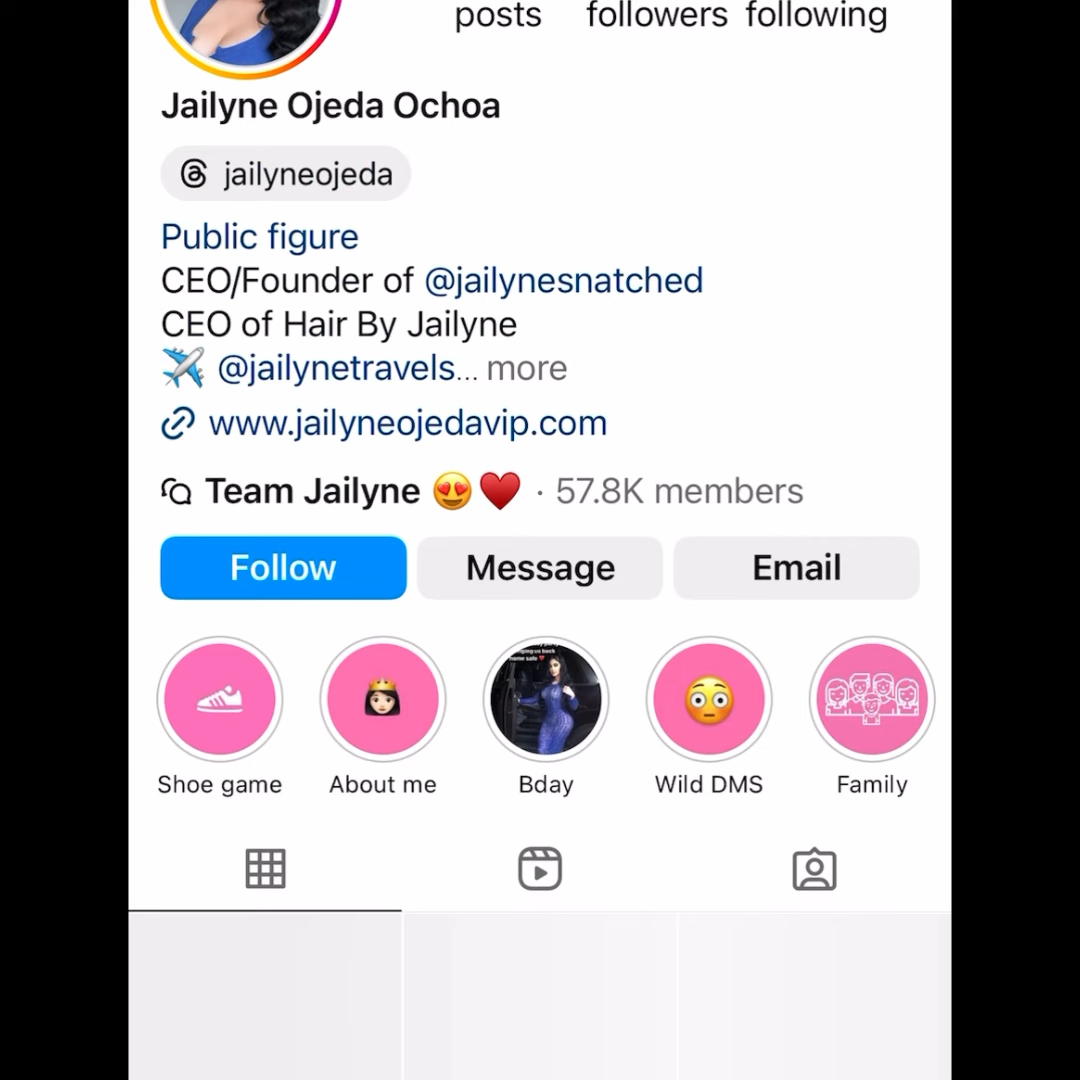 posts followers following
Jailyne Ojeda Ochoa
jailyneojeda
Public figure
CEO/Founder of @jailynesnatched
CEO of Hair By Jailyne
✈️ @jailynetravels... more
www.jailyneojedavip.com
Team Jailyne 😍♥️ · 57.8K members
Follow Message Email
home safe
Shoe game About me Bday Wild DMS Family